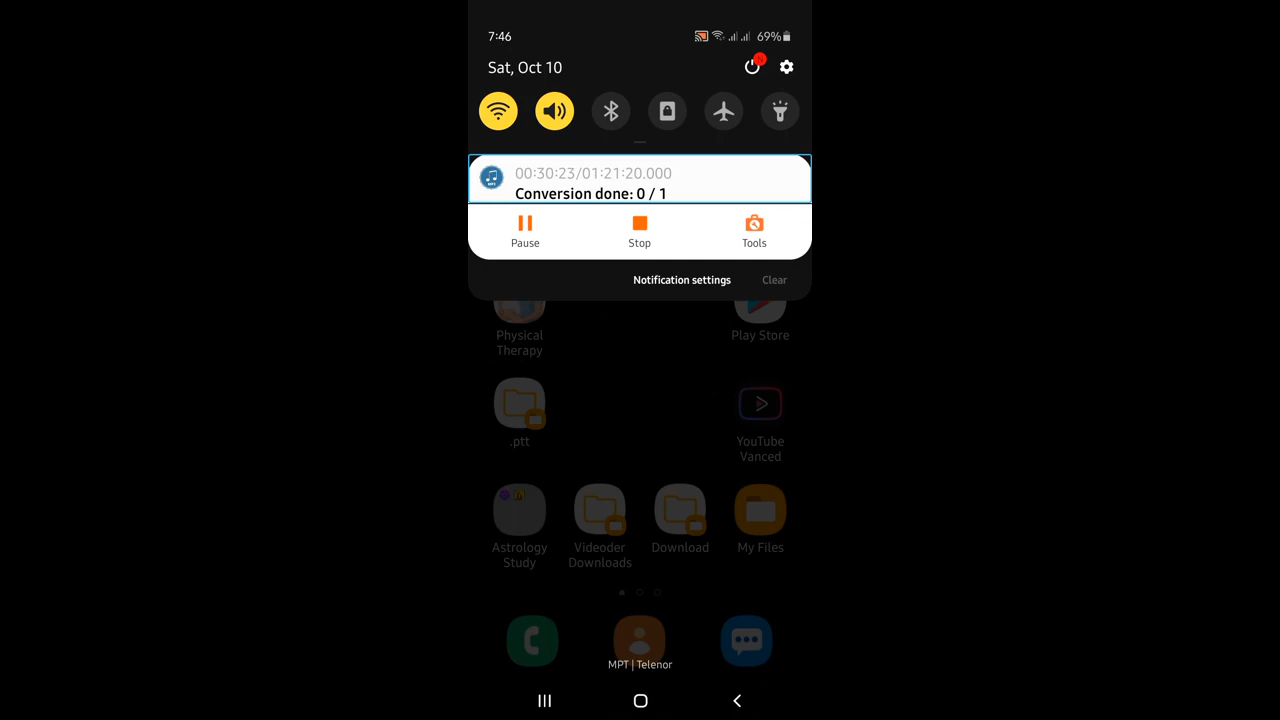 7:46
69%
Sat, Oct 10
N
00:30:23/01:21:20.000
Conversion done: 0 / 1
Pause
Stop
Tools
Notification settings
Clear
Physical
Therapy
Play Store
.ptt
YouTube
Vanced
Astrology
Study
Videoder
Downloads
Download
My Files
MPT | Telenor